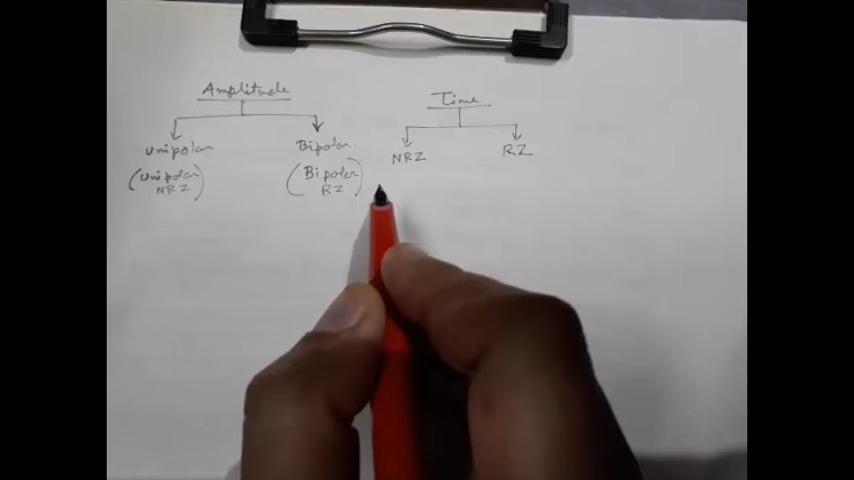 Amplitude
Time
Unipolar
Bipolar.
NRZ
RZ
(Unipolar
NRZ)
(Bipolar
RZ)